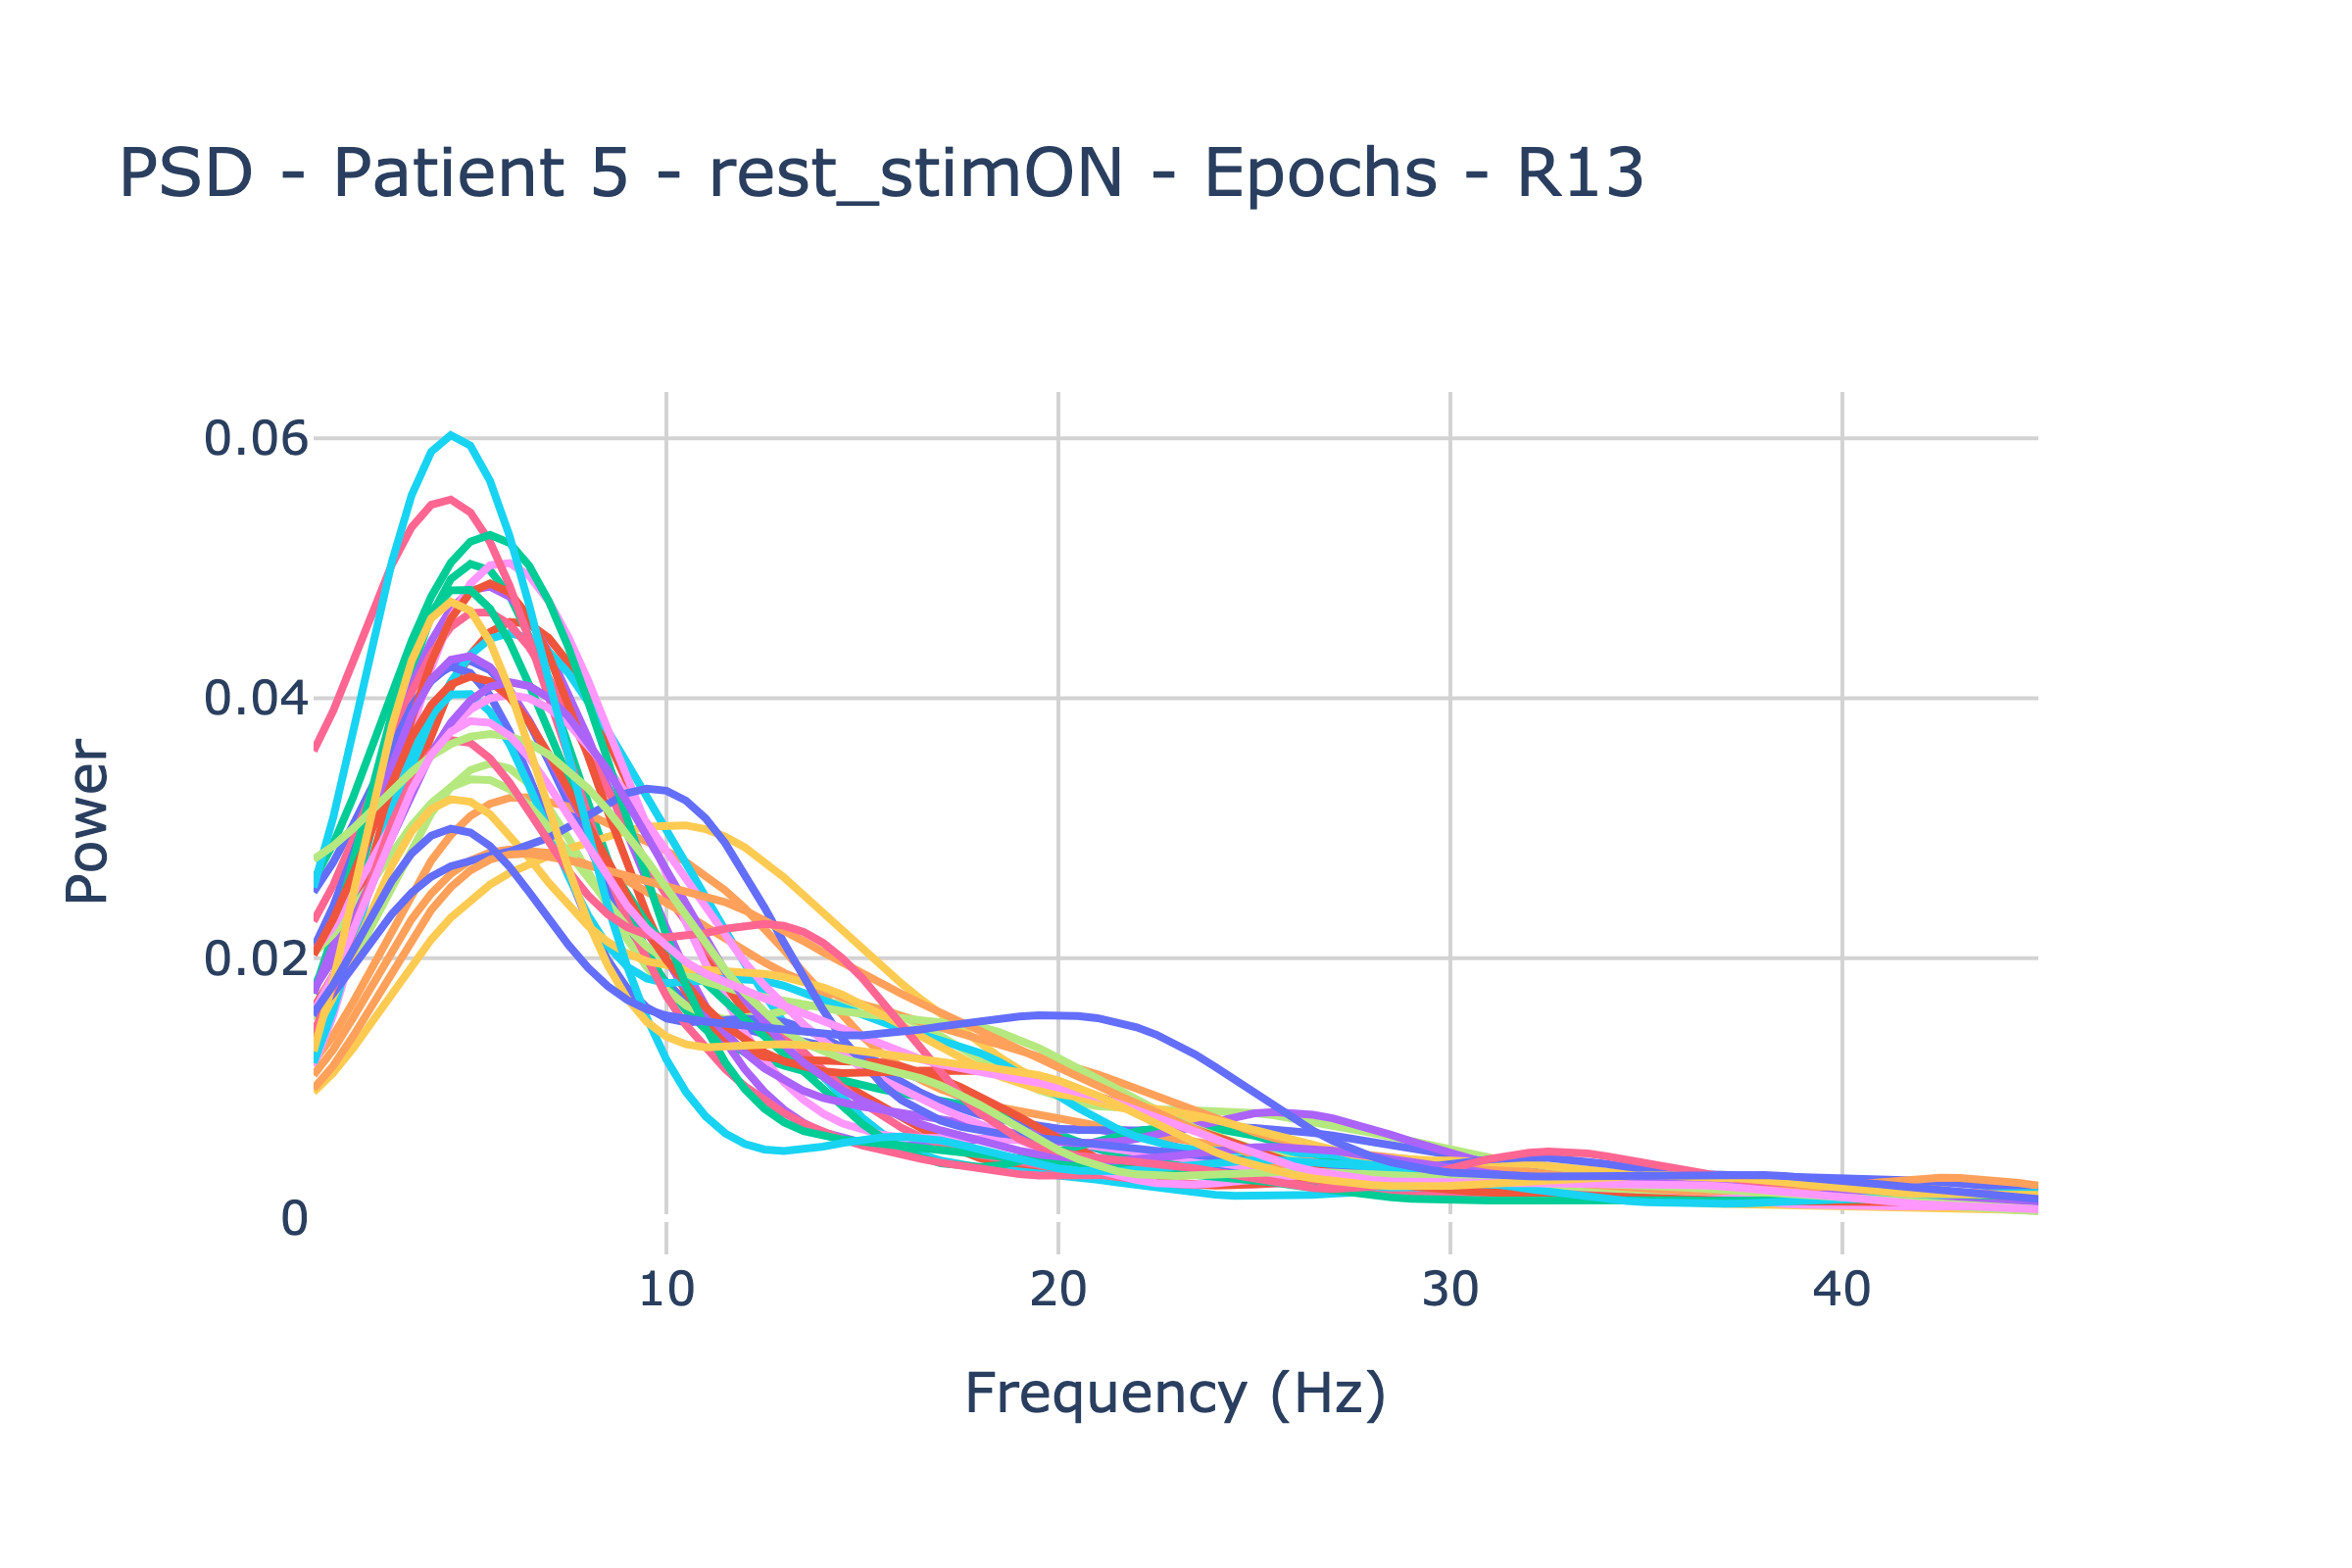 PSD - Patient 5 - rest_stimON - Epochs - R13
0.06
0.04
0.02
0
Power
10 20 30 40
Frequency (Hz)